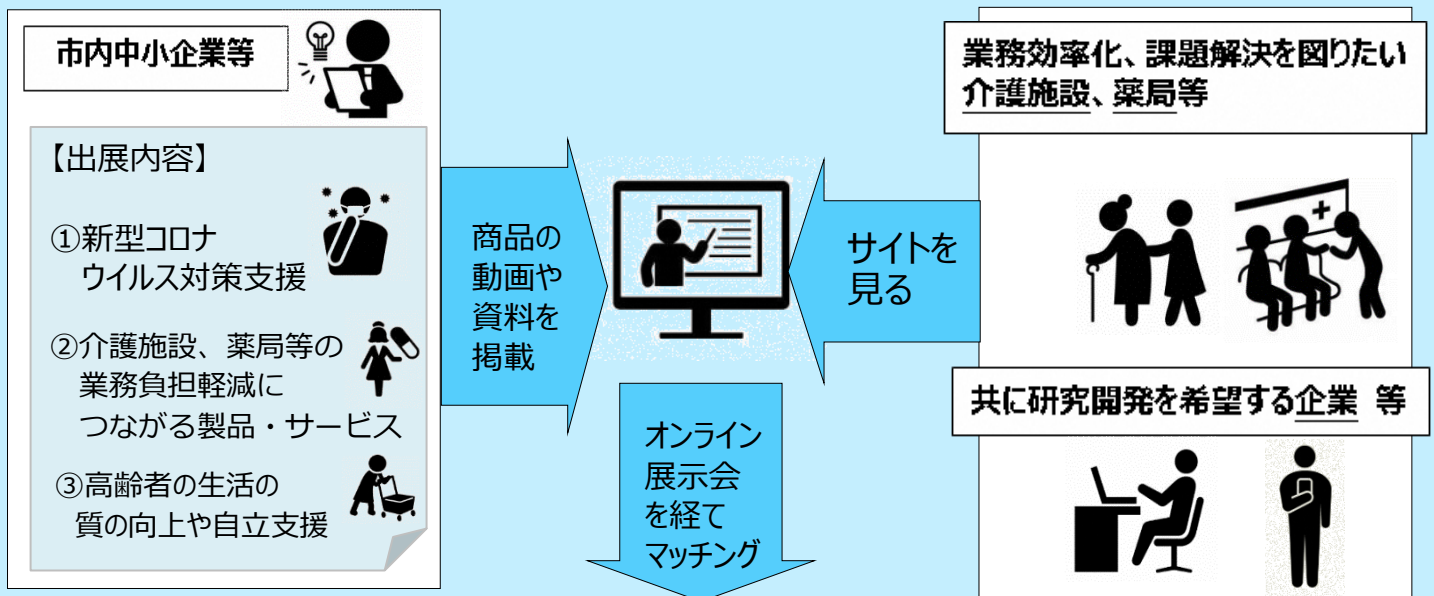 市内中小企業等
【出展内容】
①新型コロナ
ウイルス対策支援
②介護施設、薬局等の
業務負担軽減に
つながる製品・サービス
③高齢者の生活の
質の向上や自立支援
商品の
動画や
資料を
掲載
オンライン
展示会
を経て
マッチング
サイトを
見る
業務効率化、課題解決を図りたい
介護施設、薬局等
共に研究開発を希望する企業 等